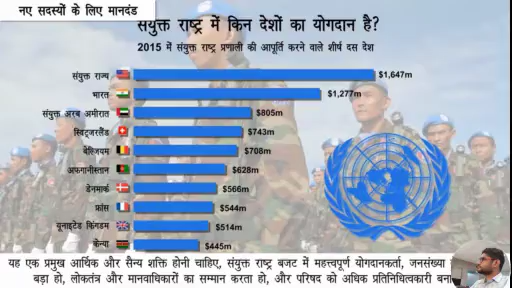 नए सदस्यों के लिए मानदंड
संयुक्त राष्ट्र में किन देशों का योगदान है?
2015 में संयुक्त राष्ट्र प्रणाली की आपूर्ति करने वाले शीर्ष दस देश
संयुक्त राज्य $1,647m
भारत $1,277m
संयुक्त अरब अमीरात $805m
स्विट्जरलैंड $743m
बेल्जियम $708m
अफगानीस्तान $628m
डेनमार्क $566m
फ्रांस $544m
यूनाइटेड किंगडम $514m
केन्या $445m
यह एक प्रमुख आर्थिक और सैन्य शक्ति होनी चाहिए, संयुक्त राष्ट्र बजट में महत्त्वपूर्ण योगदानकर्ता, जनसंख्या
बड़ा हो, लोकतंत्र और मानवाधिकारों का सम्मान करता हो, और परिषद को अधिक प्रतिनिधित्वकारी